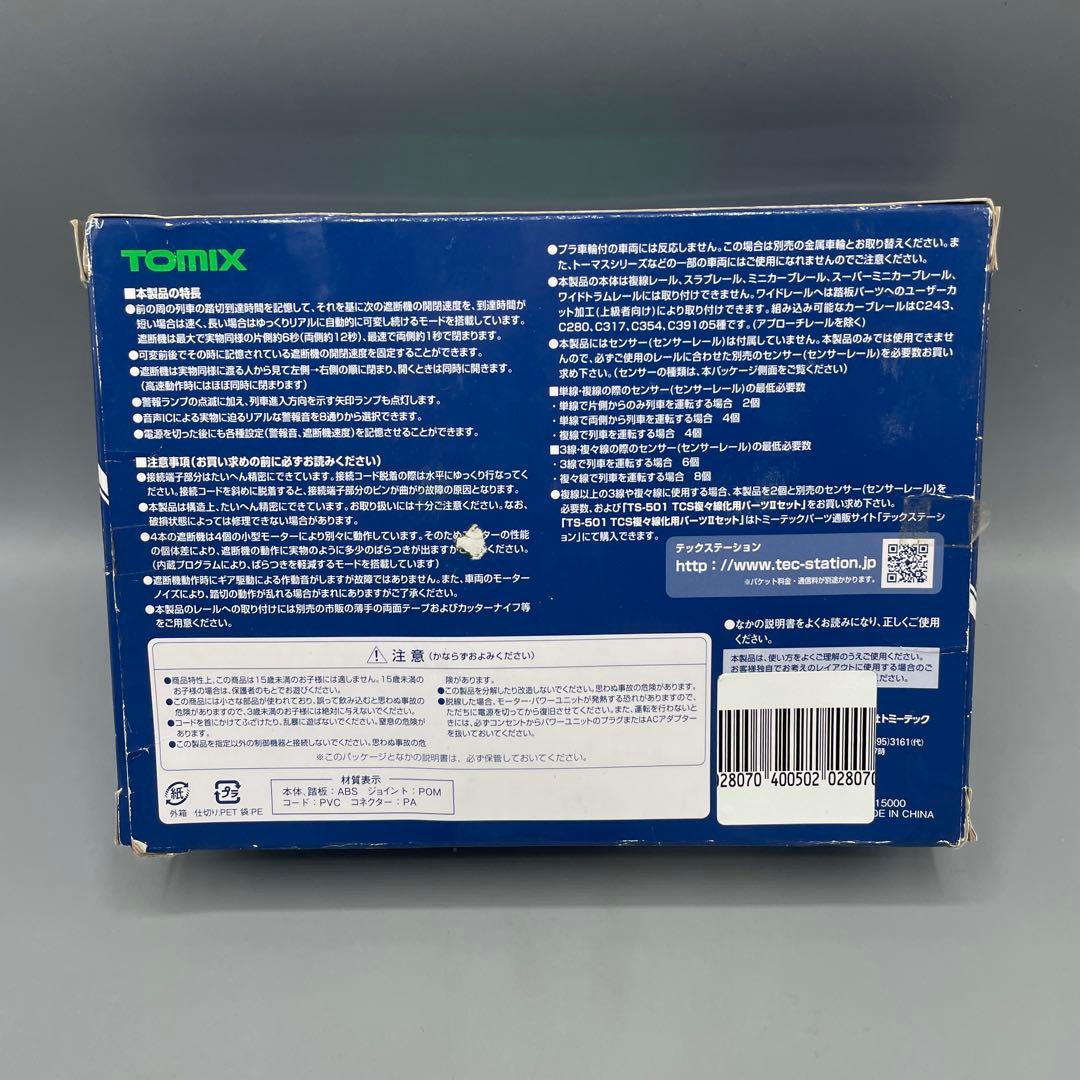 TOMIX
■本製品の特長
●前の周の列車の踏切到達時間を記憶して、それを基に次の遮断機の開閉速度を、到達時間が
短い場合は速く、長い場合はゆっくりリアルに自動的に可変し続けるモードを搭載しています。
遮断機は最大で実物同様の片側約6秒(両側約12秒)、最速で両側約1秒で閉まります。
●可変前後でその時に記憶されている遮断機の開閉速度を固定することができます。
●遮断機は実物同様に渡る人から見て左側→右側の順に閉まり、開くときは同時に開きます。
(高速動作時にはほぼ同時に閉まります)
●警報ランプの点滅に加え、列車進入方向を示す矢印ランプも点灯します。
●音声ICによる実物に迫るリアルな警報音を8通りから選択できます。
●電源を切った後にも各種設定(警報音、遮断機速度)を記憶させることができます。
■注意事項(お買い求めの前に必ずお読みください)
●接続端子部分はたいへん精密にできています。接続コード脱着の際は水平にゆっくり行なってく
ださい。接続コードを斜めに脱着すると、接続端子部分のピンが曲がり故障の原因となります。
●本製品は構造上、たいへん精密にできています。お取り扱いには十分ご注意ください。なお、
破損状態によっては修理できない場合があります。
●4本の遮断機は4個の小型モーターにより別々に動作しています。そのため ターの性能
の個体差により、遮断機の動作に実物のように多少のばらつきが出ますが ください。
(内蔵プログラムにより、ばらつきを軽減するモードを搭載しています)
●遮断機動作時にギア駆動による作動音がしますが故障ではありません。また、車両のモーター
ノイズにより、踏切の動作が乱れる場合がまれにありますがご了承ください。
●本製品のレールへの取り付けには別売の市販の薄手の両面テープおよびカッターナイフ等
をご用意ください。
●プラ車輪付の車両には反応しません。この場合は別売の金属車輪とお取り替えください。ま
た、トーマスシリーズなどの一部の車両にはご使用になれませんのでご注意ください。
●本製品の本体は複線レール、スラブレール、ミニカーブレール、スーパーミニカーブレール、
ワイドトラムレールには取り付けできません。ワイドレールへは踏板パーツへのユーザーカ
ット加工(上級者向け)により取り付けできます。組み込み可能なカーブレールはC243、
C280、C317、C354、C391の5種です。(アプローチレールを除く)
●本製品にはセンサー(センサーレール)は付属していません。本製品のみでは使用できませ
んので、必ずご使用のレールに合わせた別売のセンサー(センサーレール)を必要数お買い
求め下さい。(センサーの種類は、本パッケージ側面をご覧ください)
■単線・複線の際のセンサー(センサーレール)の最低必要数
・単線で片側からのみ列車を運転する場合 2個
・単線で両側から列車を運転する場合 4個
・複線で列車を運転する場合 4個
■3線・複々線の際のセンサー(センサーレール)の最低必要数
・3線で列車を運転する場合 6個
・複々線で列車を運転する場合 8個
●複線以上の3線や複々線に使用する場合、本製品を2個と別売のセンサー(センサーレール)を
必要数、および「TS-501 TCS複々線化用パーツⅡセット」をお買い求め下さい。
「TS-501 TCS複々線化用パーツⅡセット」はトミーテックパーツ通販サイト「テックステーシ
ョン」にて購入できます。
テックステーション
http://www.tec-station.jp
※パケット料金・通信料が別途かかります。
●なかの説明書をよくお読みになり、正しくご使用
ください。
本製品は、使い方をよくご理解のうえご使用ください。
お客様独自でお考えのレイアウトに使用する場合のご
⚠ 注意 (かならずおよみください)
●商品特性上、この商品は15歳未満のお子様には適しません。15歳未満の
お子様の場合は、保護者のもとでお遊びください。
●この商品には小さな部品が使われており、誤って飲み込むと思わぬ事故の
危険がありますので、3歳未満のお子様には絶対に与えないでください。
●コードを首にかけてふざけたり、乱暴に遊ばないでください。窒息の危険が
あります。
●この製品を指定以外の制御機器と接続しないでください。思わぬ事故の危
険があります。
●この製品を分解したり改造しないでください。思わぬ事故の危険があります。
●脱線した場合、モーター・パワーユニットが発熱する恐れがありますので、
ただちに電源を切ってから復旧させてください。また、運転を行わないと
きには、必ずコンセントからパワーユニットのプラグまたはACアダプター
を抜いておいてください。
※このパッケージとなかの説明書は、必ず保管しておいてください。
紙
外箱
プラ
仕切り:PET 袋:PE
材質表示
本体、踏板:ABS ジョイント:POM
コード:PVC コネクター:PA
028070 400502 028070
社トミーテック
95)3161(代)
7時
15000
DE IN CHINA